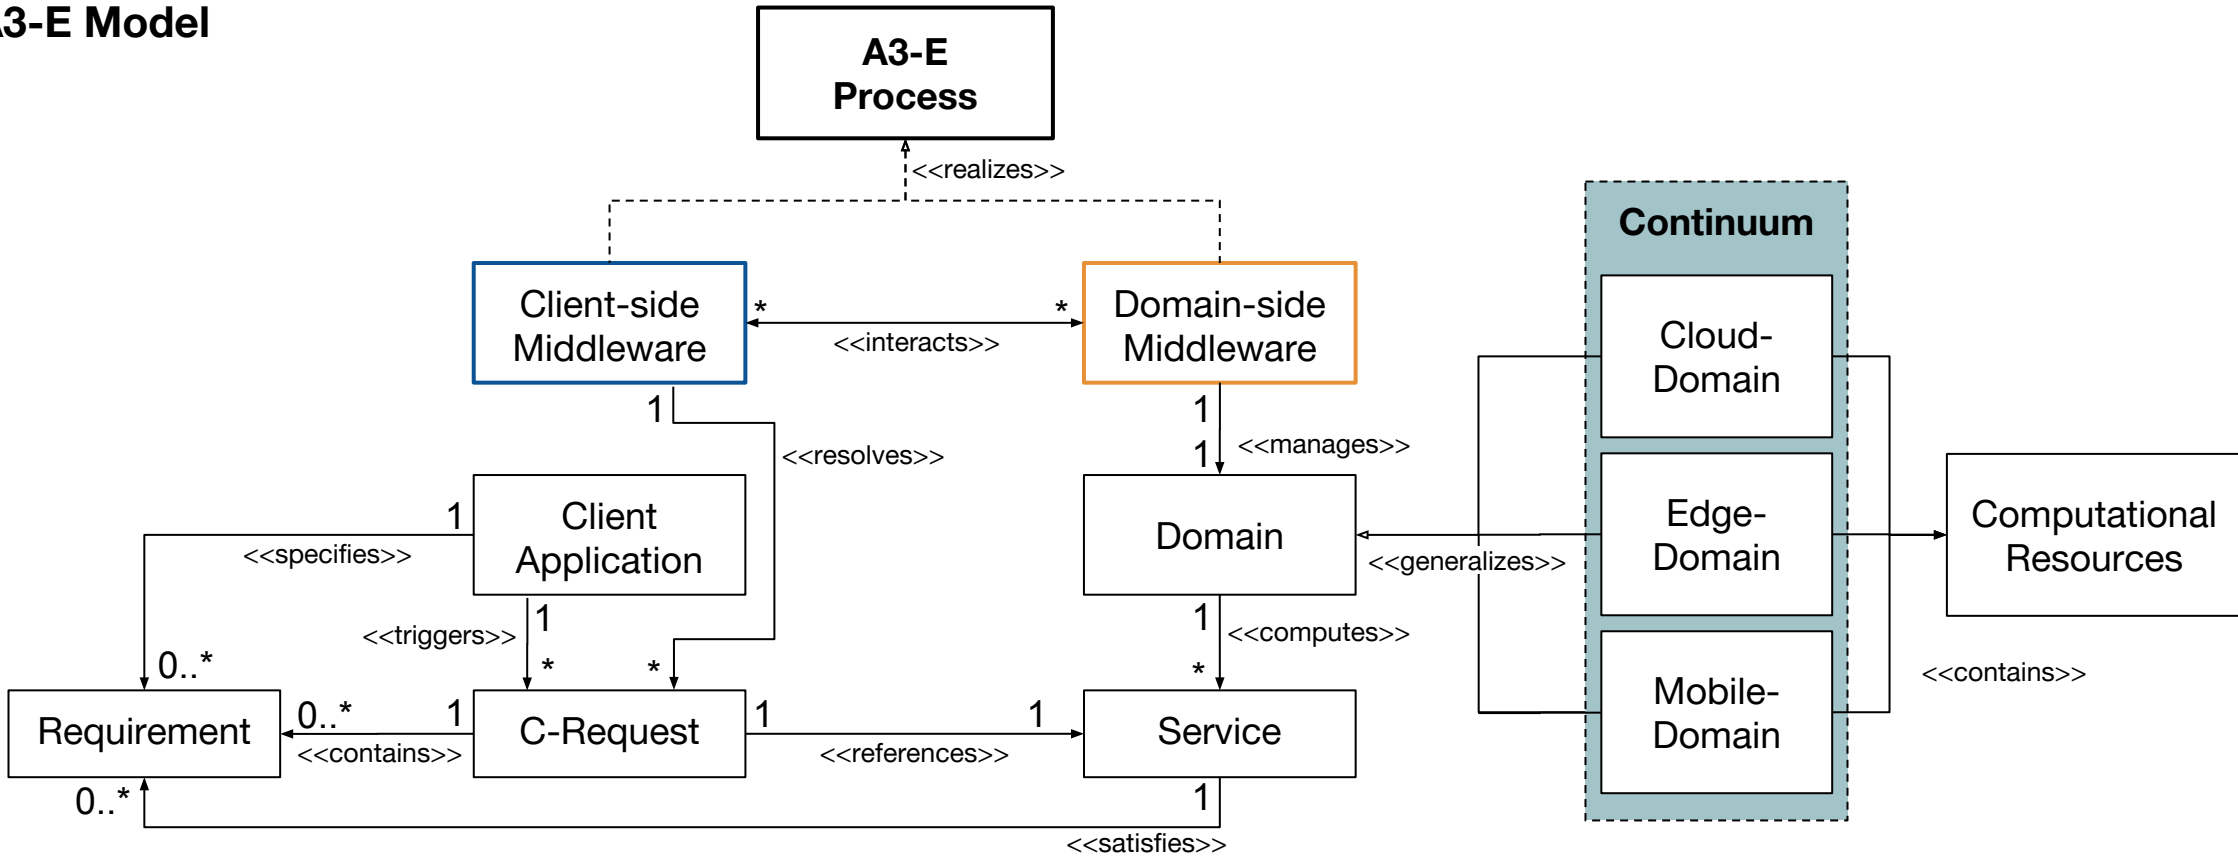 3-E Model
A3-E
Process
<<realizes>>
Continuum
Client-side
Middleware
*
*
<<interacts>>
Domain-side
Middleware
Cloud-
Domain
1
<<resolves>>
1
1
<<manages>>
Client
Application
1
<<specifies>>
Domain
<<generalizes>>
Edge-
Domain
Computational
Resources
<<triggers>>
1
*
*
1
<<computes>>
*
0..*
Mobile-
Domain
<<contains>>
Requirement
0..*
1
<<contains>>
C-Request
1
1
<<references>>
Service
0..*
1
<<satisfies>>